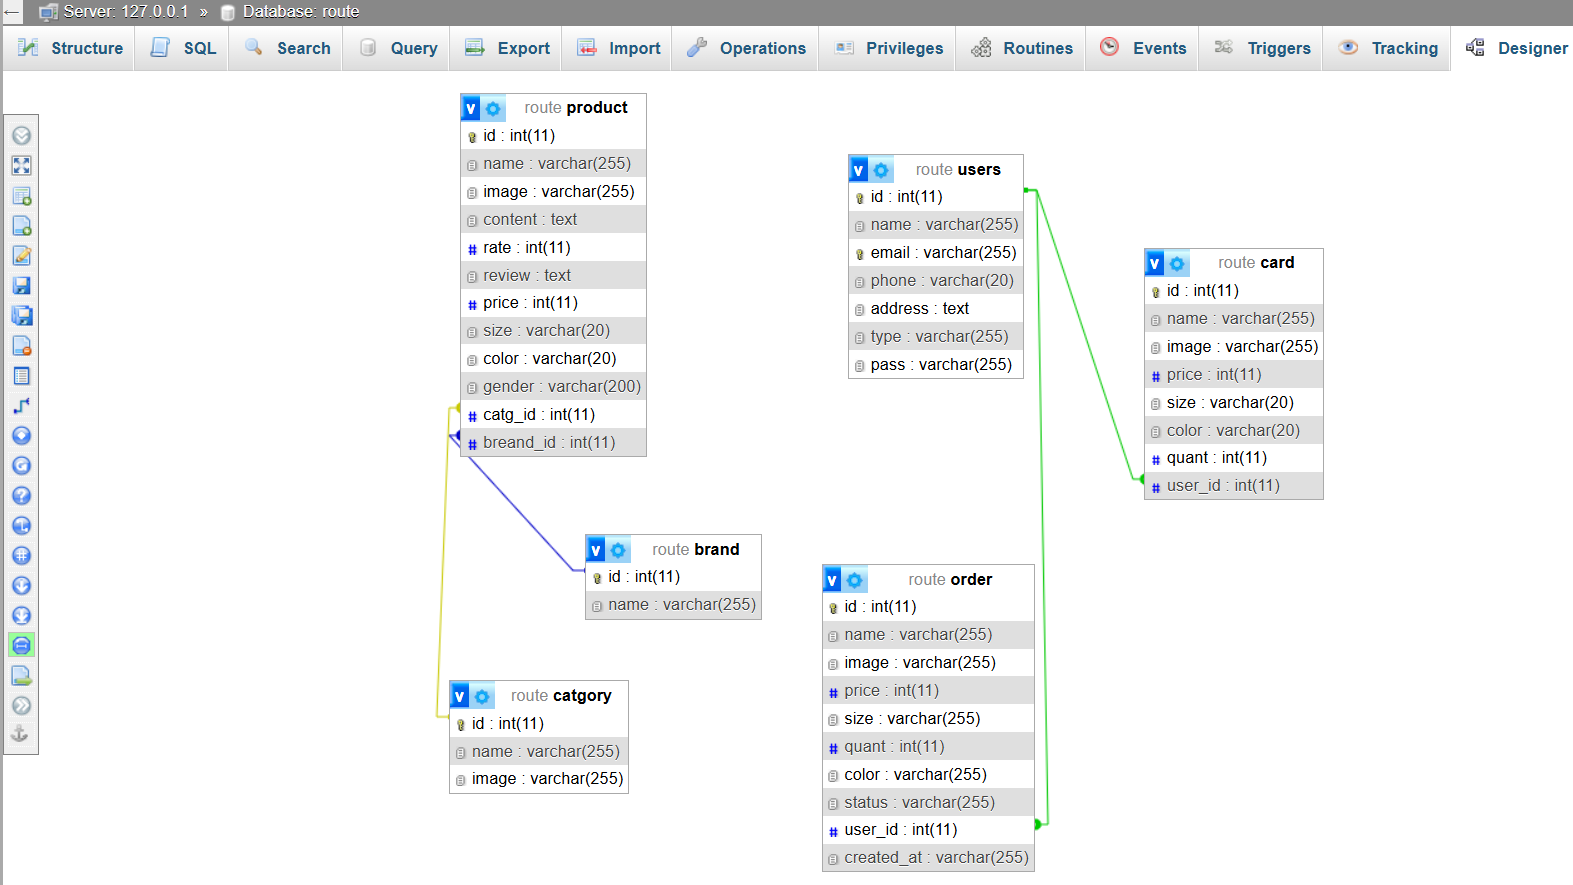 ← Server: 127.0.0.1 » Database: route
Structure SQL Search Query Export Import Operations Privileges Routines Events Triggers Tracking Designer
v route product
id : int(11)
name : varchar(255)
image : varchar(255)
content : text
# rate : int(11)
review : text
# price : int(11)
size : varchar(20)
color : varchar(20)
gender : varchar(200)
# catg_id : int(11)
# breand_id : int(11)
v route users
id : int(11)
name : varchar(255)
email : varchar(255)
phone : varchar(20)
address : text
type : varchar(255)
pass : varchar(255)
v route card
id : int(11)
name : varchar(255)
image : varchar(255)
# price : int(11)
size : varchar(20)
color : varchar(20)
# quant : int(11)
# user_id : int(11)
v route brand
id : int(11)
name : varchar(255)
v route order
id : int(11)
name : varchar(255)
image : varchar(255)
# price : int(11)
size : varchar(255)
# quant : int(11)
color : varchar(255)
status : varchar(255)
# user_id : int(11)
created_at : varchar(255)
v route catgory
id : int(11)
name : varchar(255)
image : varchar(255)